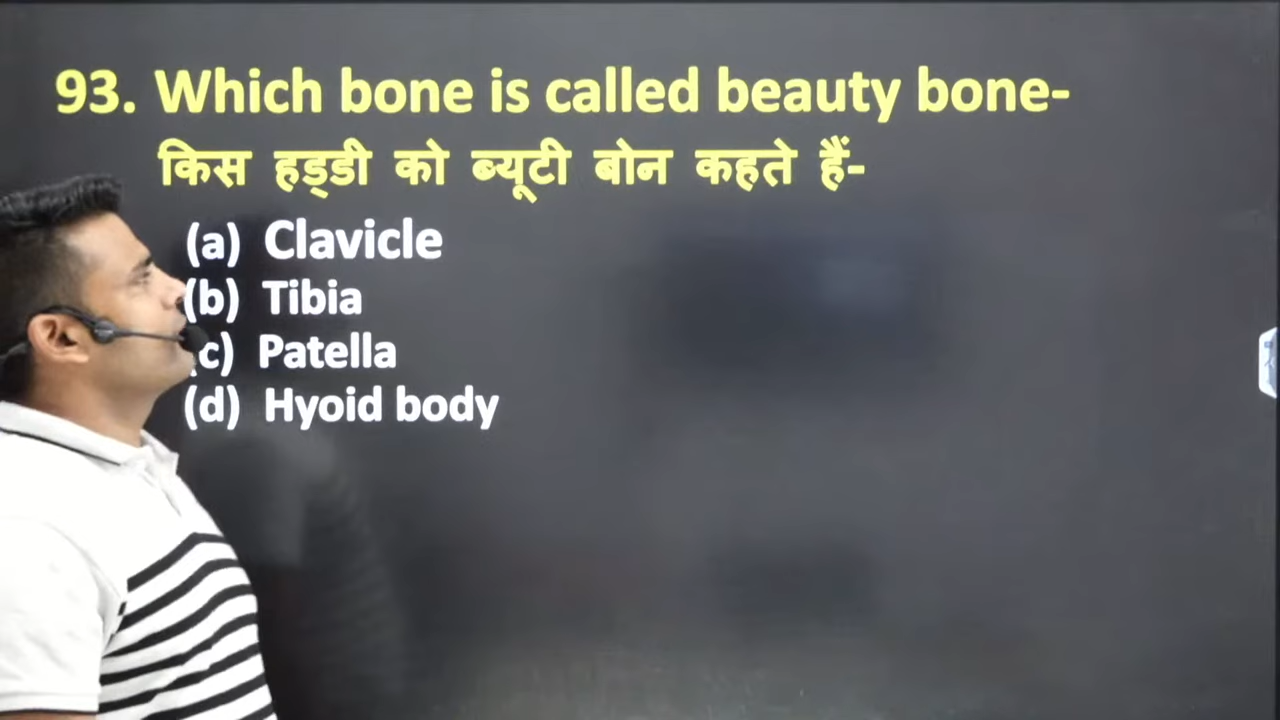 93. Which bone is called beauty bone-
किस हड्डी को ब्यूटी बोन कहते हैं-
(a) Clavicle
(b) Tibia
c) Patella
(d) Hyoid body